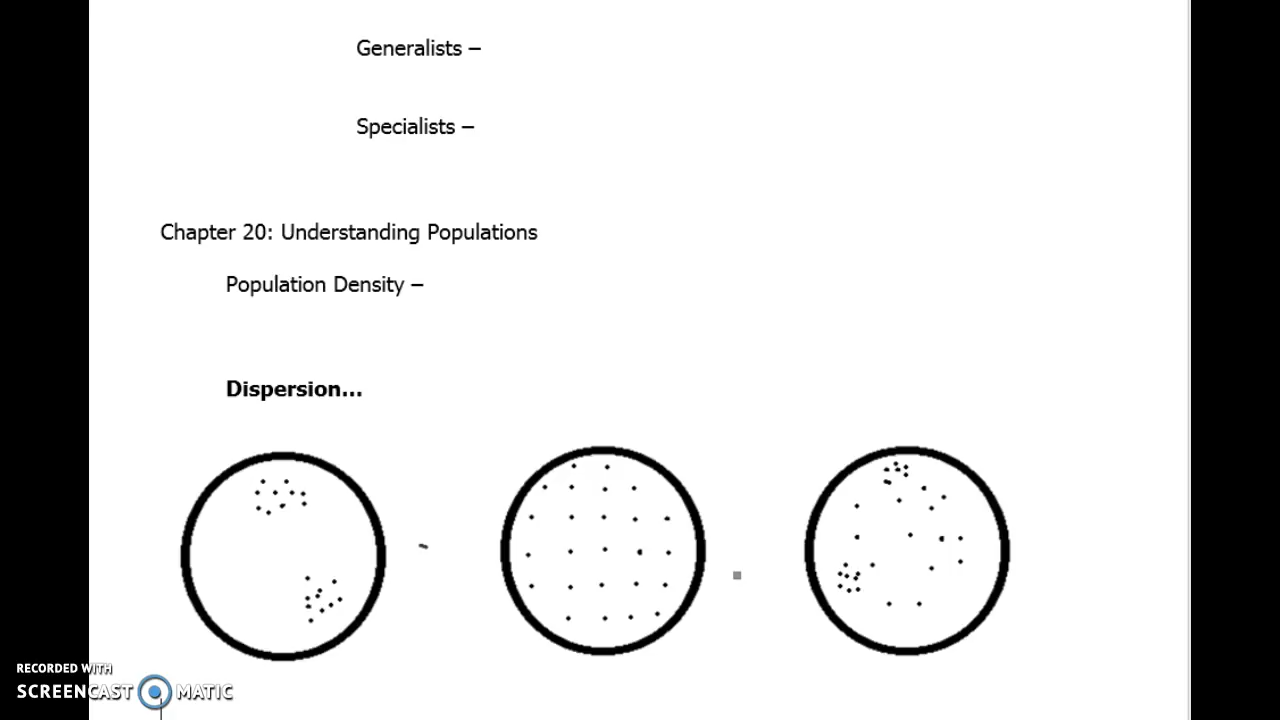 Generalists –
Specialists –
Chapter 20: Understanding Populations
Population Density –
Dispersion...
RECORDED WITH
SCREENCAST MATIC